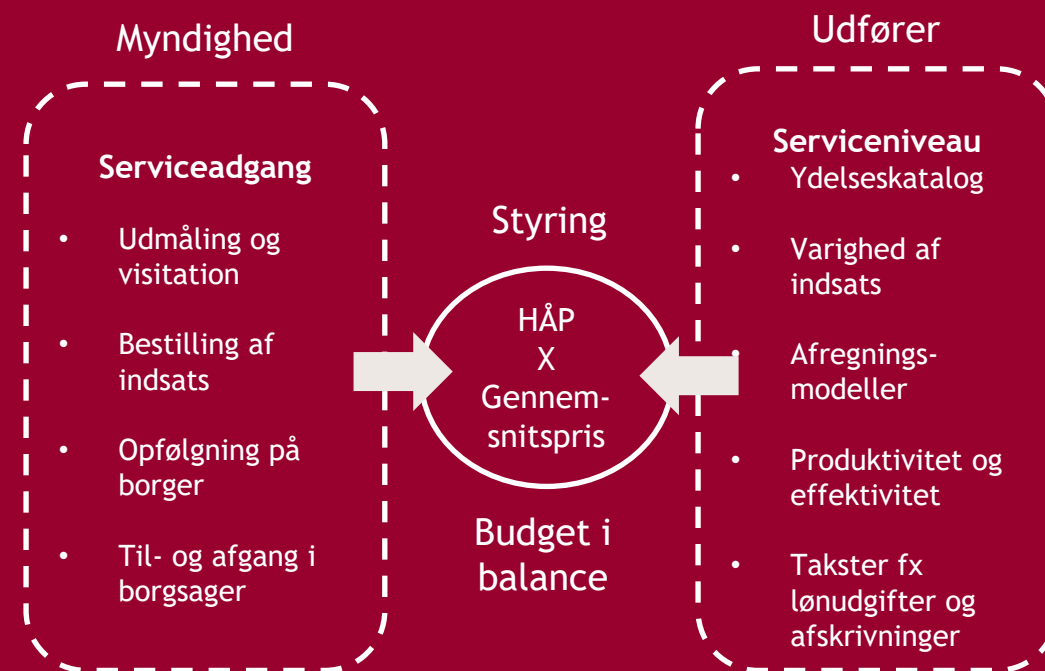 Myndighed
Serviceadgang
• Udmåling og
visitation
• Bestilling af
indsats
• Opfølgning på
borger
• Til- og afgang i
borgsager
Styring
HÅP
X
Gennem-
snitspris
Budget i
balance
Udfører
Serviceniveau
• Ydelseskatalog
• Varighed af
indsats
• Afregnings-
modeller
• Produktivitet og
effektivitet
• Takster fx
lønudgifter og
afskrivninger